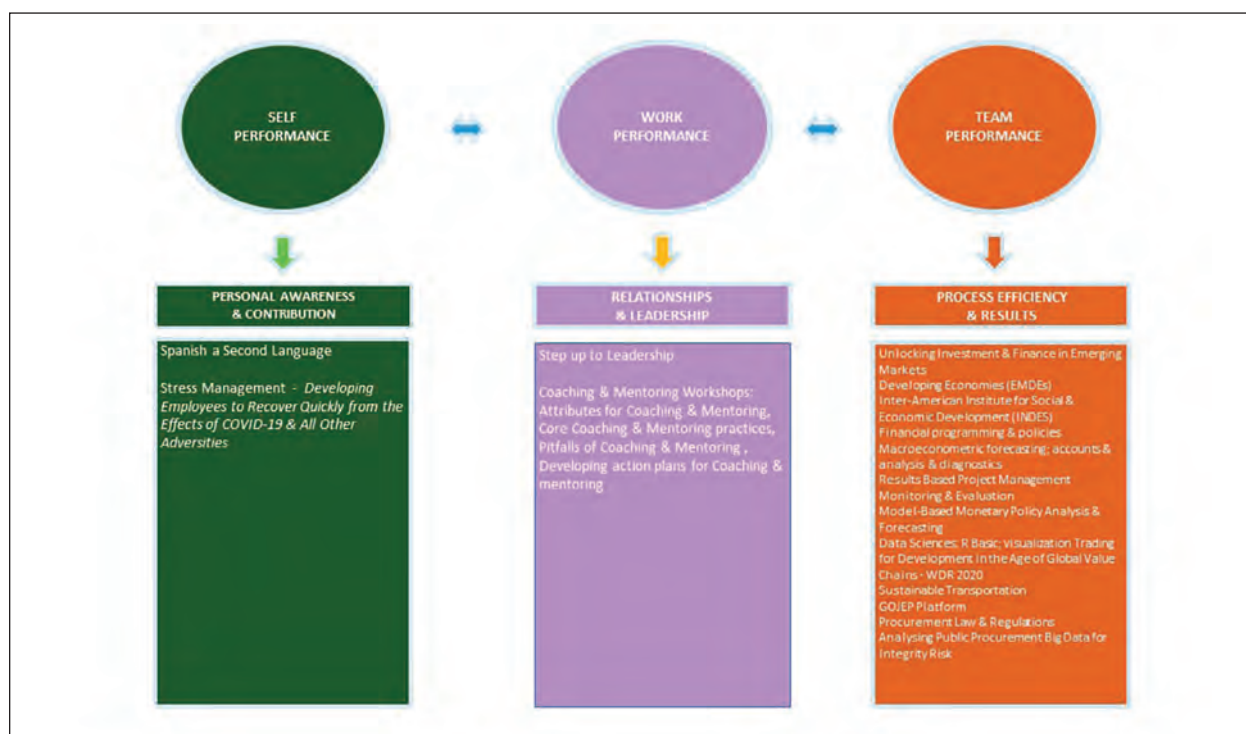 SELF
PERFORMANCE
WORK
PERFORMANCE
TEAM
PERFORMANCE
PERSONAL AWARENESS
& CONTRIBUTION
Spanish a Second Language
Stress Management - Developing
Employees to Recover Quickly from the
Effects of COVID-19 & All Other
Adversities
RELATIONSHIPS
& LEADERSHIP
Step up to Leadership
Coaching & Mentoring Workshops:
Attributes for Coaching & Mentoring,
Core Coaching & Mentoring practices,
Pitfalls of Coaching & Mentoring ,
Developing action plans for Coaching &
mentoring
PROCESS EFFICIENCY
& RESULTS
Unlocking Investment & Finance in Emerging
Markets
Developing Economies (EMDEs)
Inter-American Institute for Social &
Economic Development (INDES)
Financial programming & policies
Macroeconometric forecasting; accounts &
analysis & diagnostics
Results Based Project Management
Monitoring & Evaluation
Model-Based Monetary Policy Analysis &
Forecasting
Data Sciences; R Basic; visualization Trading
for Development in the Age of Global Value
Chains - WDR 2020
Sustainable Transportation
GOJEP Platform
Procurement Law & Regulations
Analysing Public Procurement Big Data for
Integrity Risk